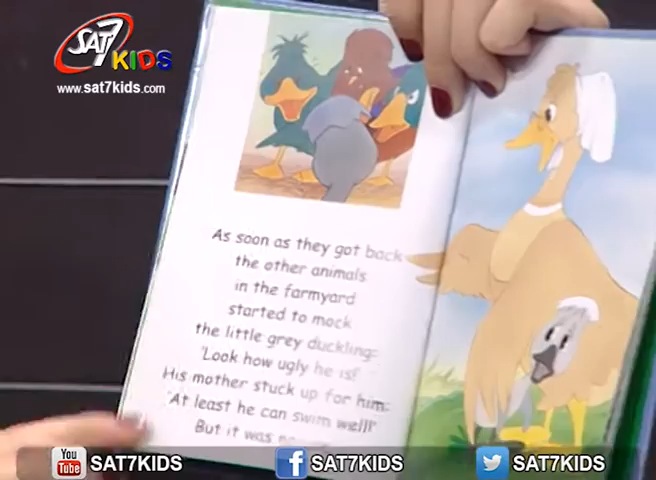 SAT7
KIDS
www.sat7kids.com
As soon as they got back
the other animals
in the farmyard
started to mock
the little grey duckling:
'Look how ugly he is!'
His mother stuck up for him:
'At least he can swim well!'
But it was
You
Tube
SAT7KIDS
f
SAT7KIDS
SAT7KIDS